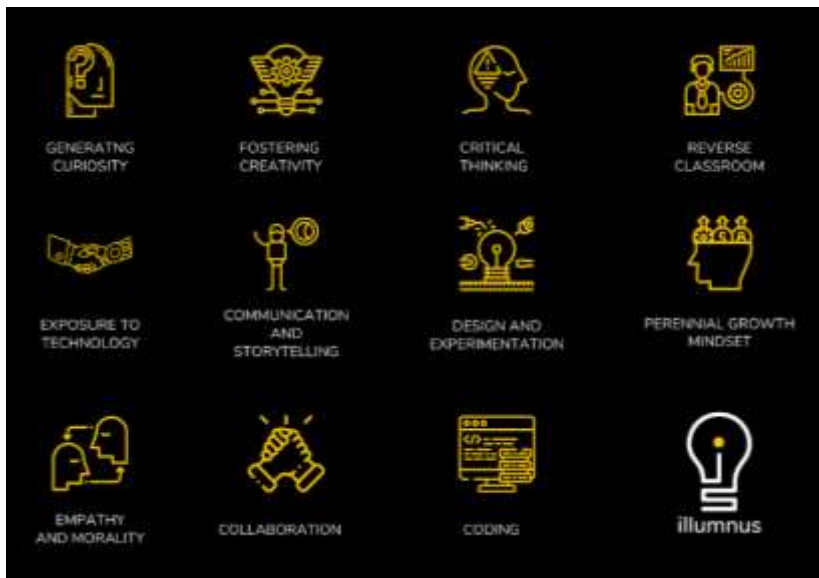 GENERATNG
CURIOSITY
FOSTERING
CREATIVITY
CRITICAL
THINKING
REVERSE
CLASSROOM
EXPOSURE TO
TECHNOLOGY
COMMUNICATION
AND
STORYTELLING
DESIGN AND
EXPERIMENTATION
PERENNIAL GROWTH
MINDSET
EMPATHY
AND MORALITY
COLLABORATION
</>
CODING
illumnus